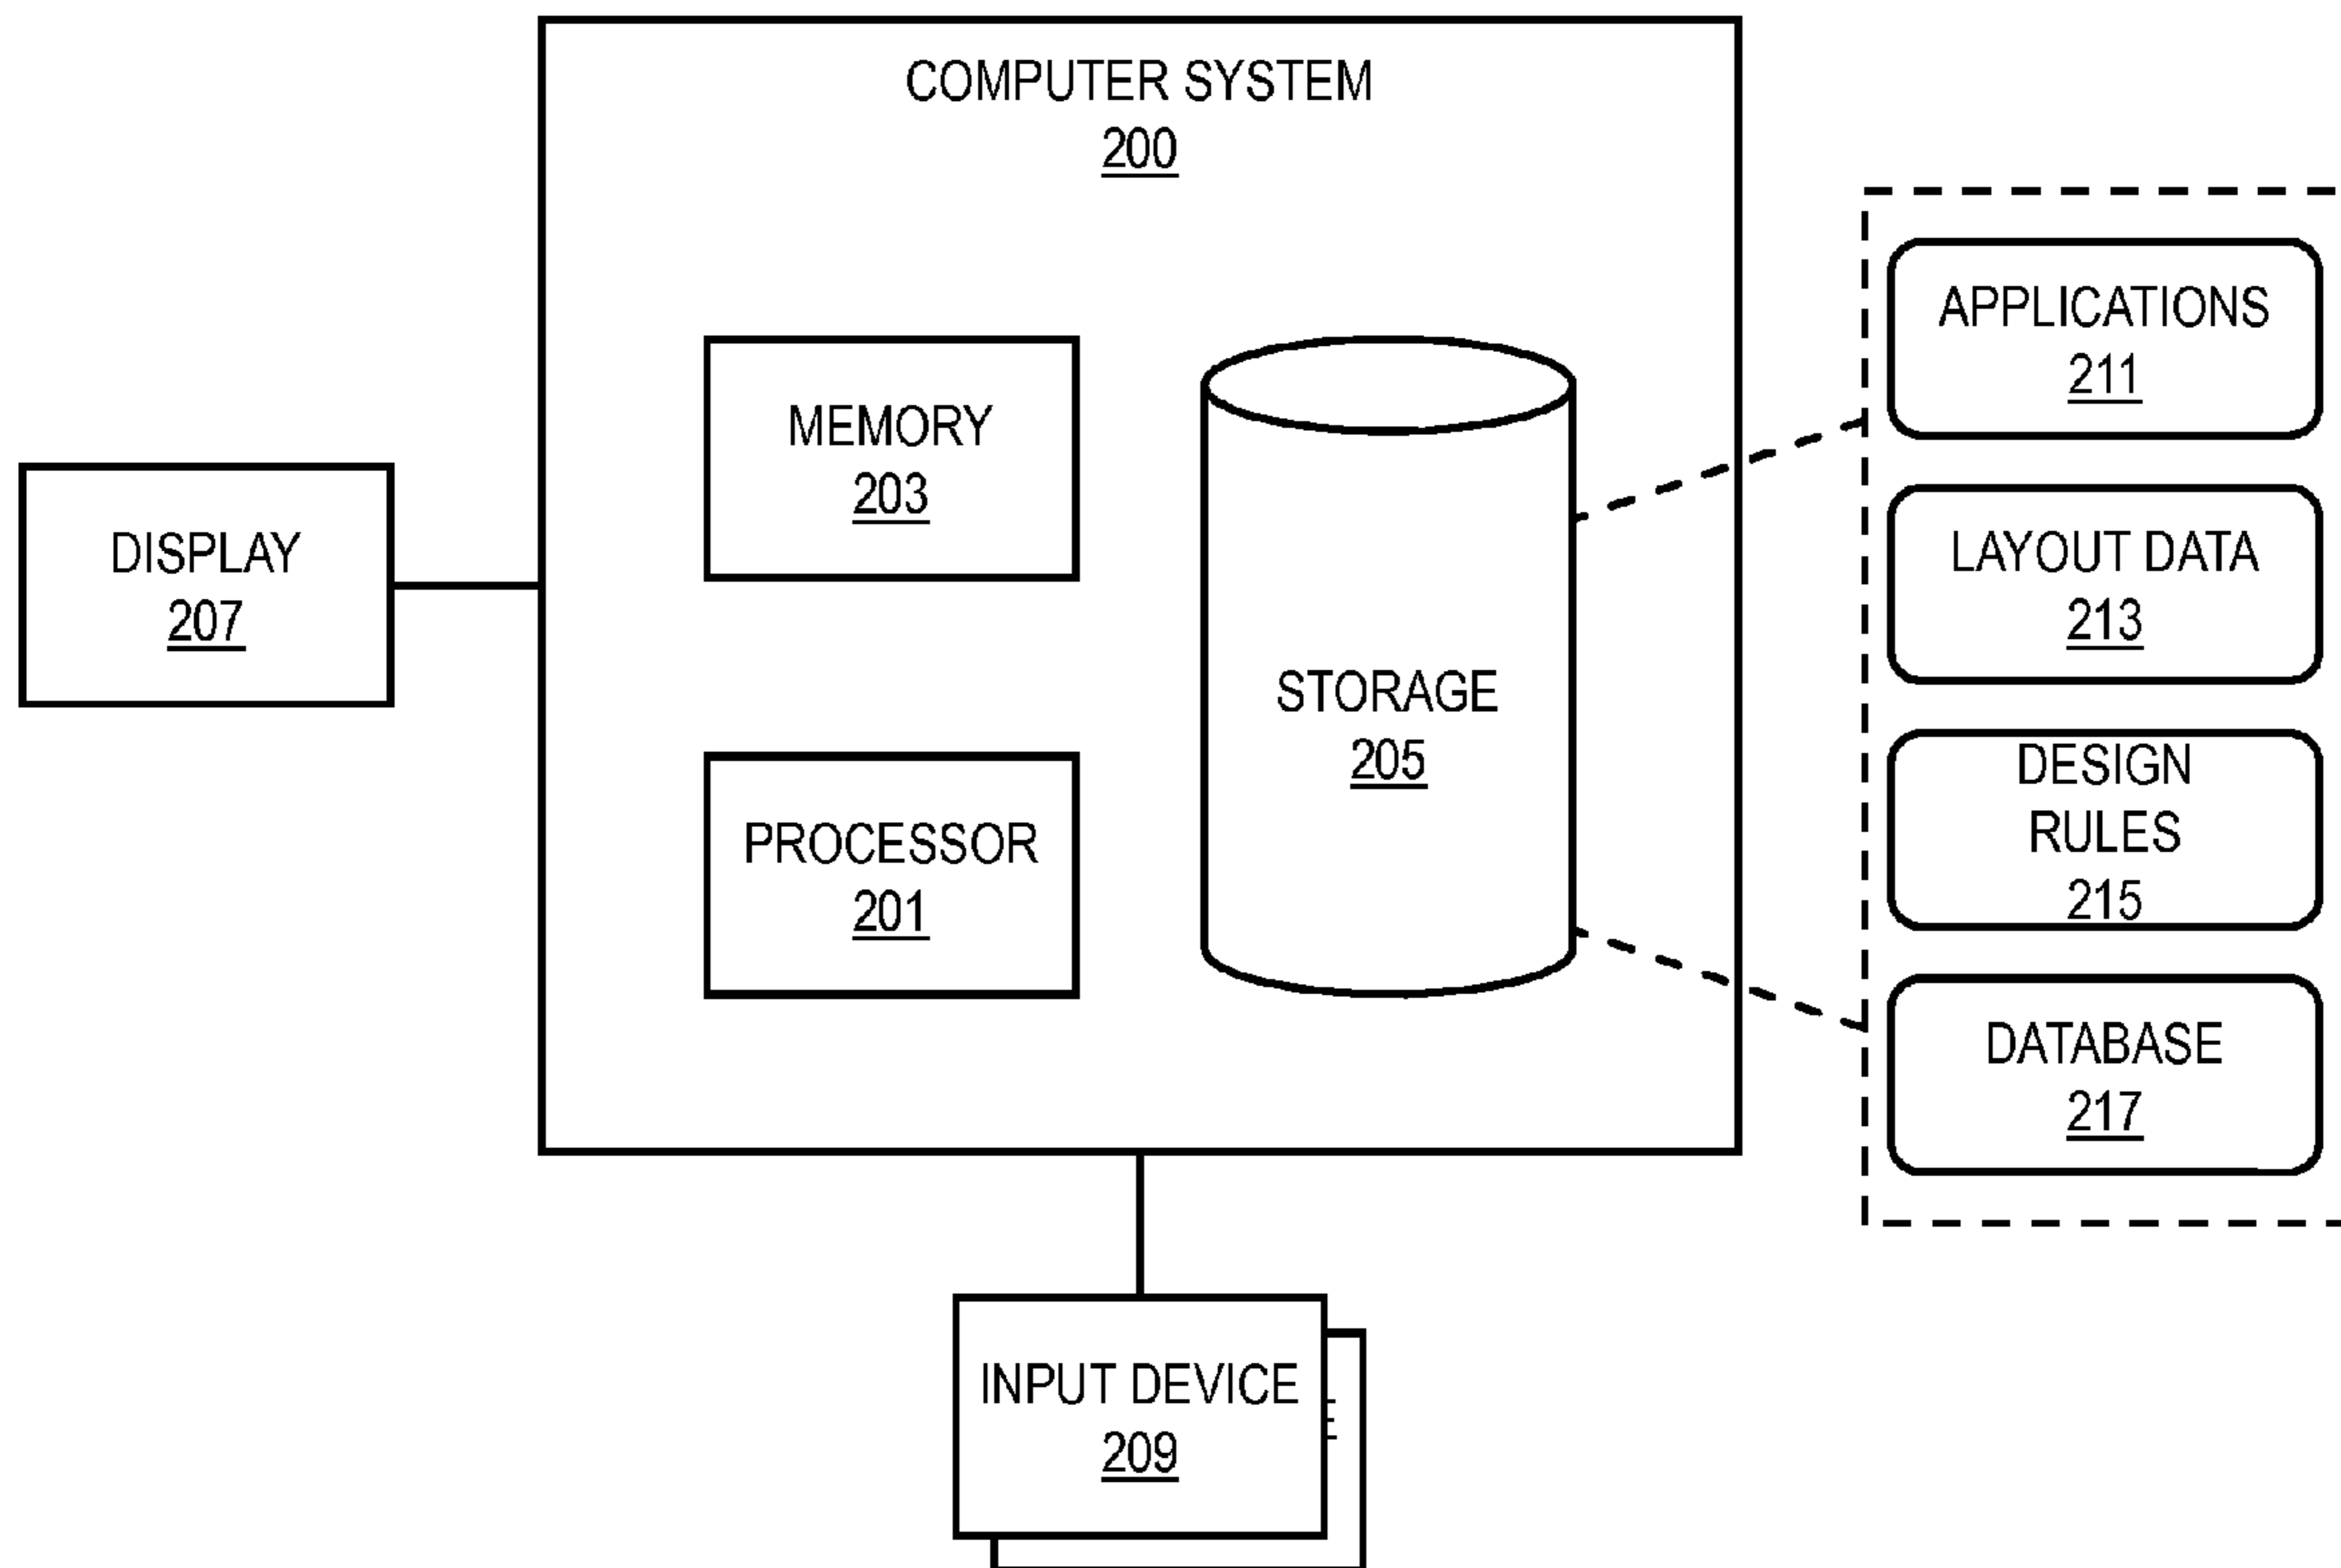 COMPUTER SYSTEM
200
MEMORY
203
PROCESSOR
201
STORAGE
205
DISPLAY
207
INPUT DEVICE
209
E
APPLICATIONS
211
LAYOUT DATA
213
DESIGN
RULES
215
DATABASE
217